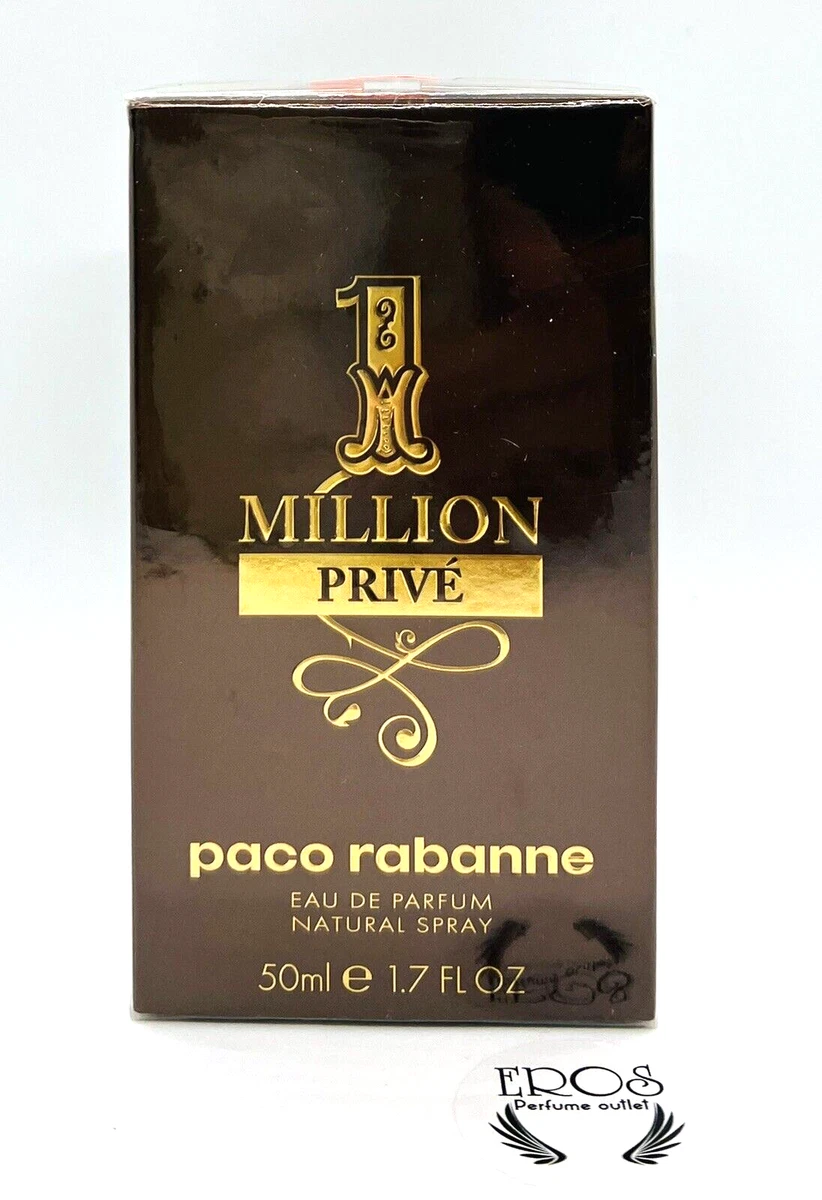 1
MILLION
PRIVÉ
paco rabanne
EAU DE PARFUM
NATURAL SPRAY
50ml e 1.7 FL OZ
EROS
Perfume outlet